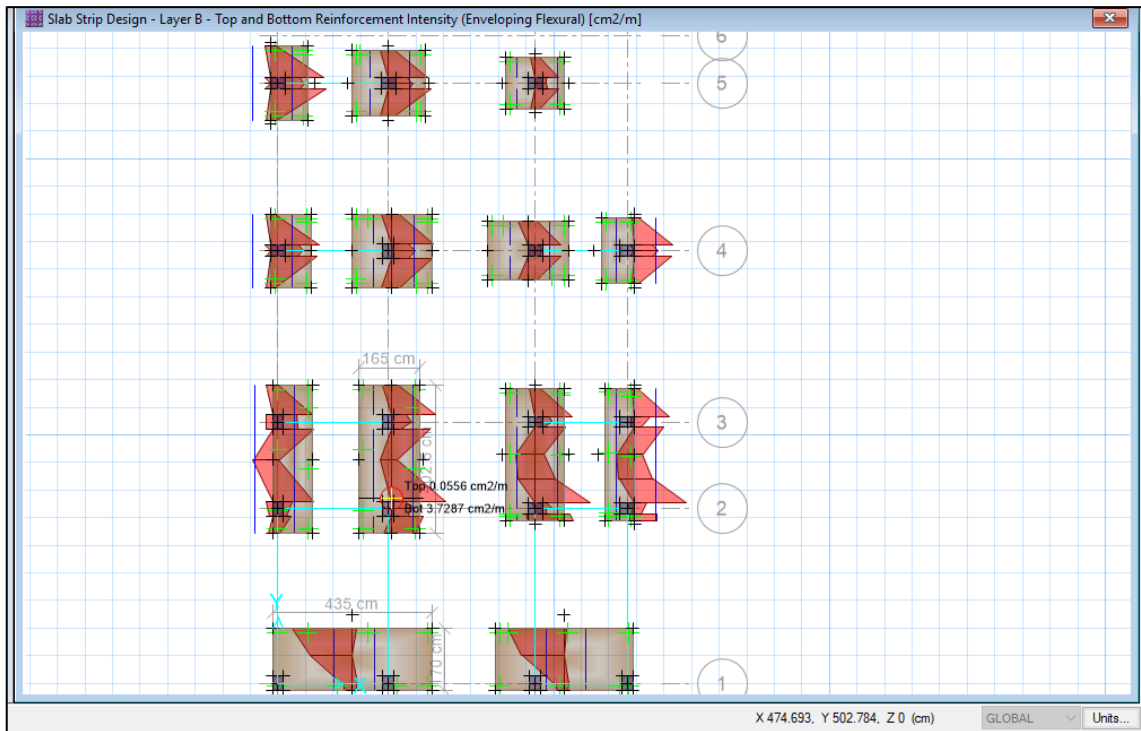 Slab Strip Design - Layer B - Top and Bottom Reinforcement Intensity (Enveloping Flexural) [cm2/m]
6
5
4
165 cm
3
Top 0.0556 cm2/m
Bot 3.7287 cm2/m
2
Y
435 cm
X
1
X 474.693, Y 502.784, Z 0 (cm)
GLOBAL
Units...